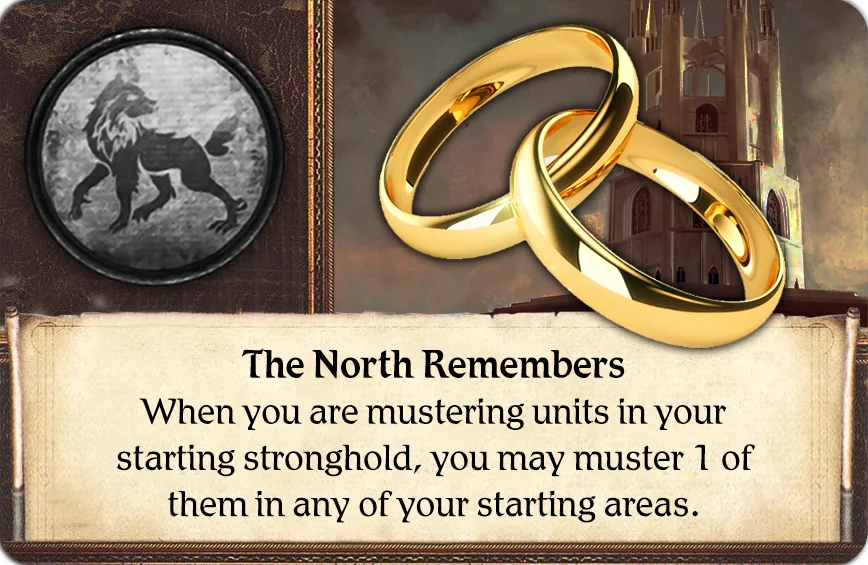 The North Remembers
When you are mustering units in your
starting stronghold, you may muster 1 of
them in any of your starting areas.